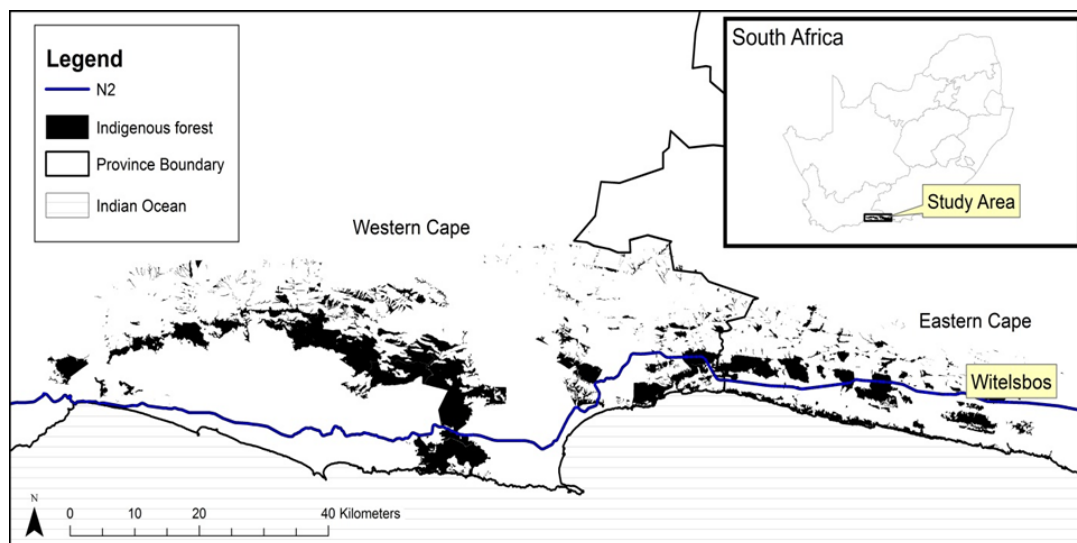 Legend
N2
Indigenous forest
Province Boundary
Indian Ocean
South Africa
Study Area
Western Cape
Eastern Cape
Witelsbos
N
0 10 20 40 Kilometers